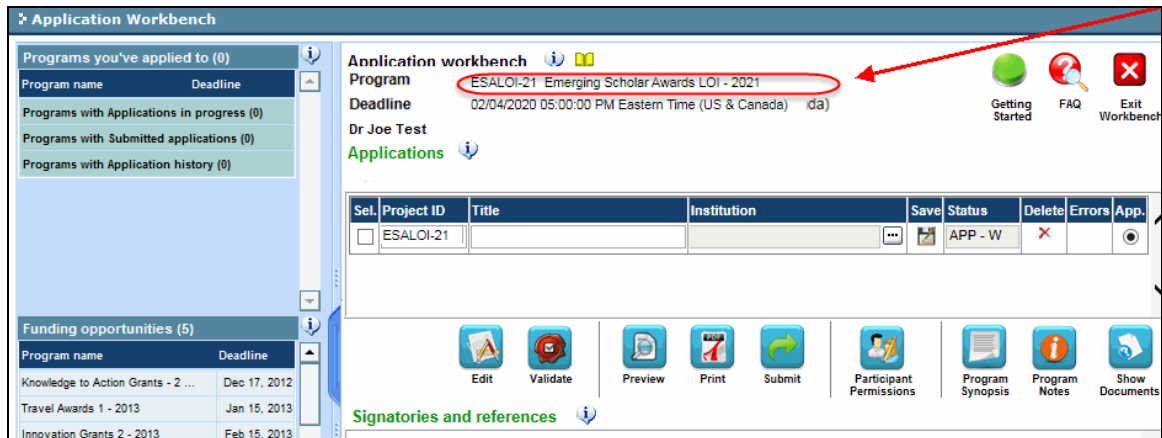 Application Workbench
Programs you've applied to (0)
Program name Deadline
Programs with Applications in progress (0)
Programs with Submitted applications (0)
Programs with Application history (0)
Funding opportunities (5)
Program name Deadline
Knowledge to Action Grants - 2 ... Dec 17, 2012
Travel Awards 1 - 2013 Jan 15, 2013
Innovation Grants 2 - 2013 Feb 15, 2013
Application workbench
Program ESALOI-21 Emerging Scholar Awards LOI - 2021
Deadline 02/04/2020 05:00:00 PM Eastern Time (US & Canada) da)
Dr Joe Test
Getting Started
FAQ
Exit Workbench
Applications
Sel. Project ID Title Institution Save Status Delete Errors App.
ESALOI-21 ... APP - W
Edit
Validate
Preview
PDF
Print
Submit
Participant Permissions
Program Synopsis
Program Notes
Show Documents
Signatories and references